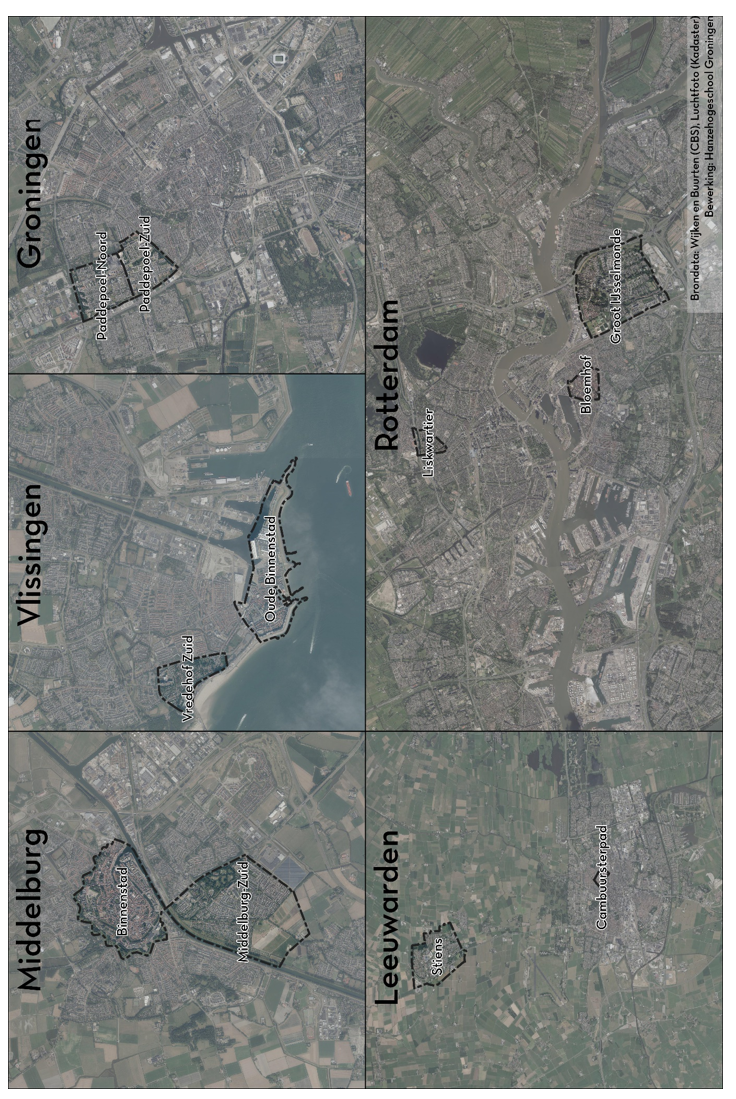 Middelburg
Binnenstad
Middelburg-Zuid
Vlissingen
Vredehof Zuid
Oude Binnenstad
Groningen
Paddepoel-Noord
Paddepoel-Zuid
Leeuwarden
Stiens
Cambuursterpad
Rotterdam
Liskwartier
Bloemhof
Groot IJsselmonde
Brondata: Wijken en Buurten (CBS), Luchtfoto (Kadaster)
Bewerking: Hanzehogeschool Groningen